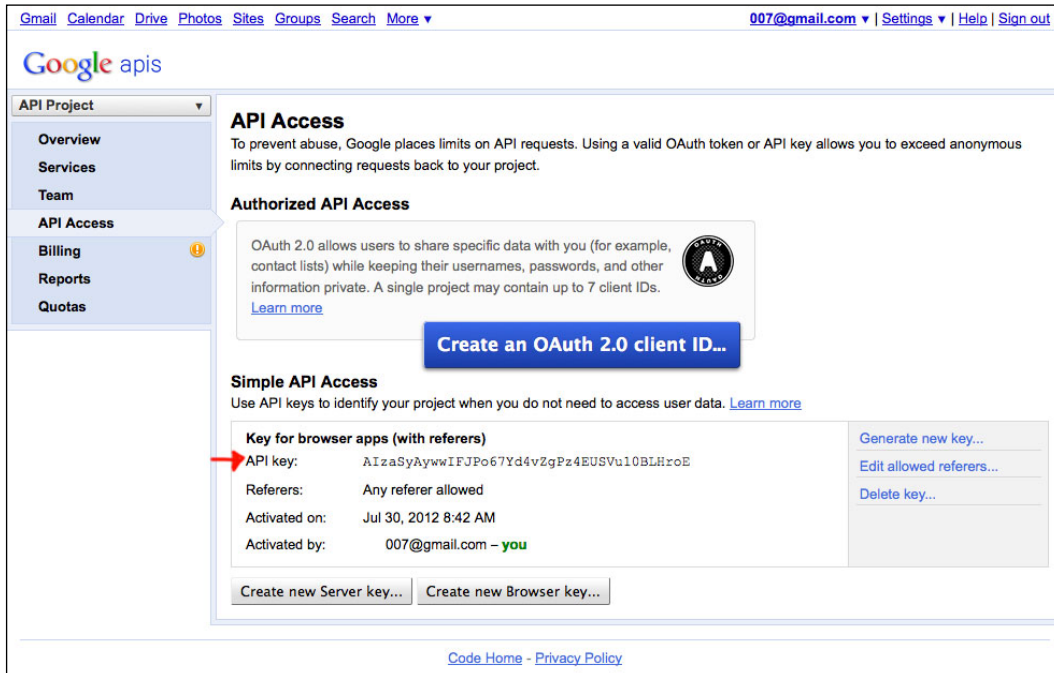 Gmail Calendar Drive Photos Sites Groups Search More ▼ 007@gmail.com ▼ | Settings ▼ | Help | Sign out
Google apis
API Project ▼
Overview
Services
Team
API Access
Billing
Reports
Quotas
API Access
To prevent abuse, Google places limits on API requests. Using a valid OAuth token or API key allows you to exceed anonymous
limits by connecting requests back to your project.
Authorized API Access
OAuth 2.0 allows users to share specific data with you (for example,
contact lists) while keeping their usernames, passwords, and other
information private. A single project may contain up to 7 client IDs.
Learn more
OAUTH
A
OAUTH
Create an OAuth 2.0 client ID...
Simple API Access
Use API keys to identify your project when you do not need to access user data. Learn more
Key for browser apps (with referers)
API key: AIzaSyAywwIFJPo67Yd4vZgPz4EUSVu10BLHroE
Referers: Any referer allowed
Activated on: Jul 30, 2012 8:42 AM
Activated by: 007@gmail.com – you
Generate new key...
Edit allowed referers...
Delete key...
Create new Server key... Create new Browser key...
Code Home - Privacy Policy